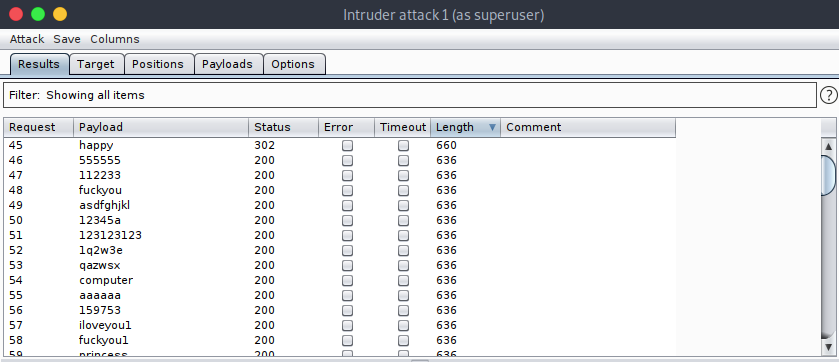 Intruder attack 1 (as superuser)
Attack Save Columns
Results Target Positions Payloads Options
Filter: Showing all items ?
Request Payload Status Error Timeout Length Comment
45 happy 302 660
46 555555 200 636
47 112233 200 636
48 fuckyou 200 636
49 asdfghjkl 200 636
50 12345a 200 636
51 123123123 200 636
52 1q2w3e 200 636
53 qazwsx 200 636
54 computer 200 636
55 aaaaaa 200 636
56 159753 200 636
57 iloveyou1 200 636
58 fuckyou1 200 636
59 princess 200 636